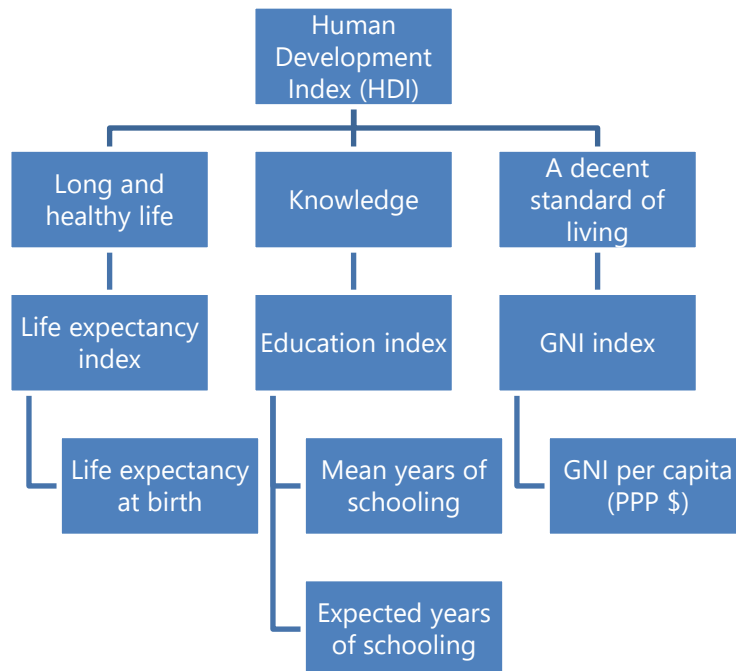 Human
Development
Index (HDI)
Long and
healthy life
Knowledge
A decent
standard of
living
Life expectancy
index
Education index
GNI index
Life expectancy
at birth
Mean years of
schooling
GNI per capita
(PPP $)
Expected years
of schooling